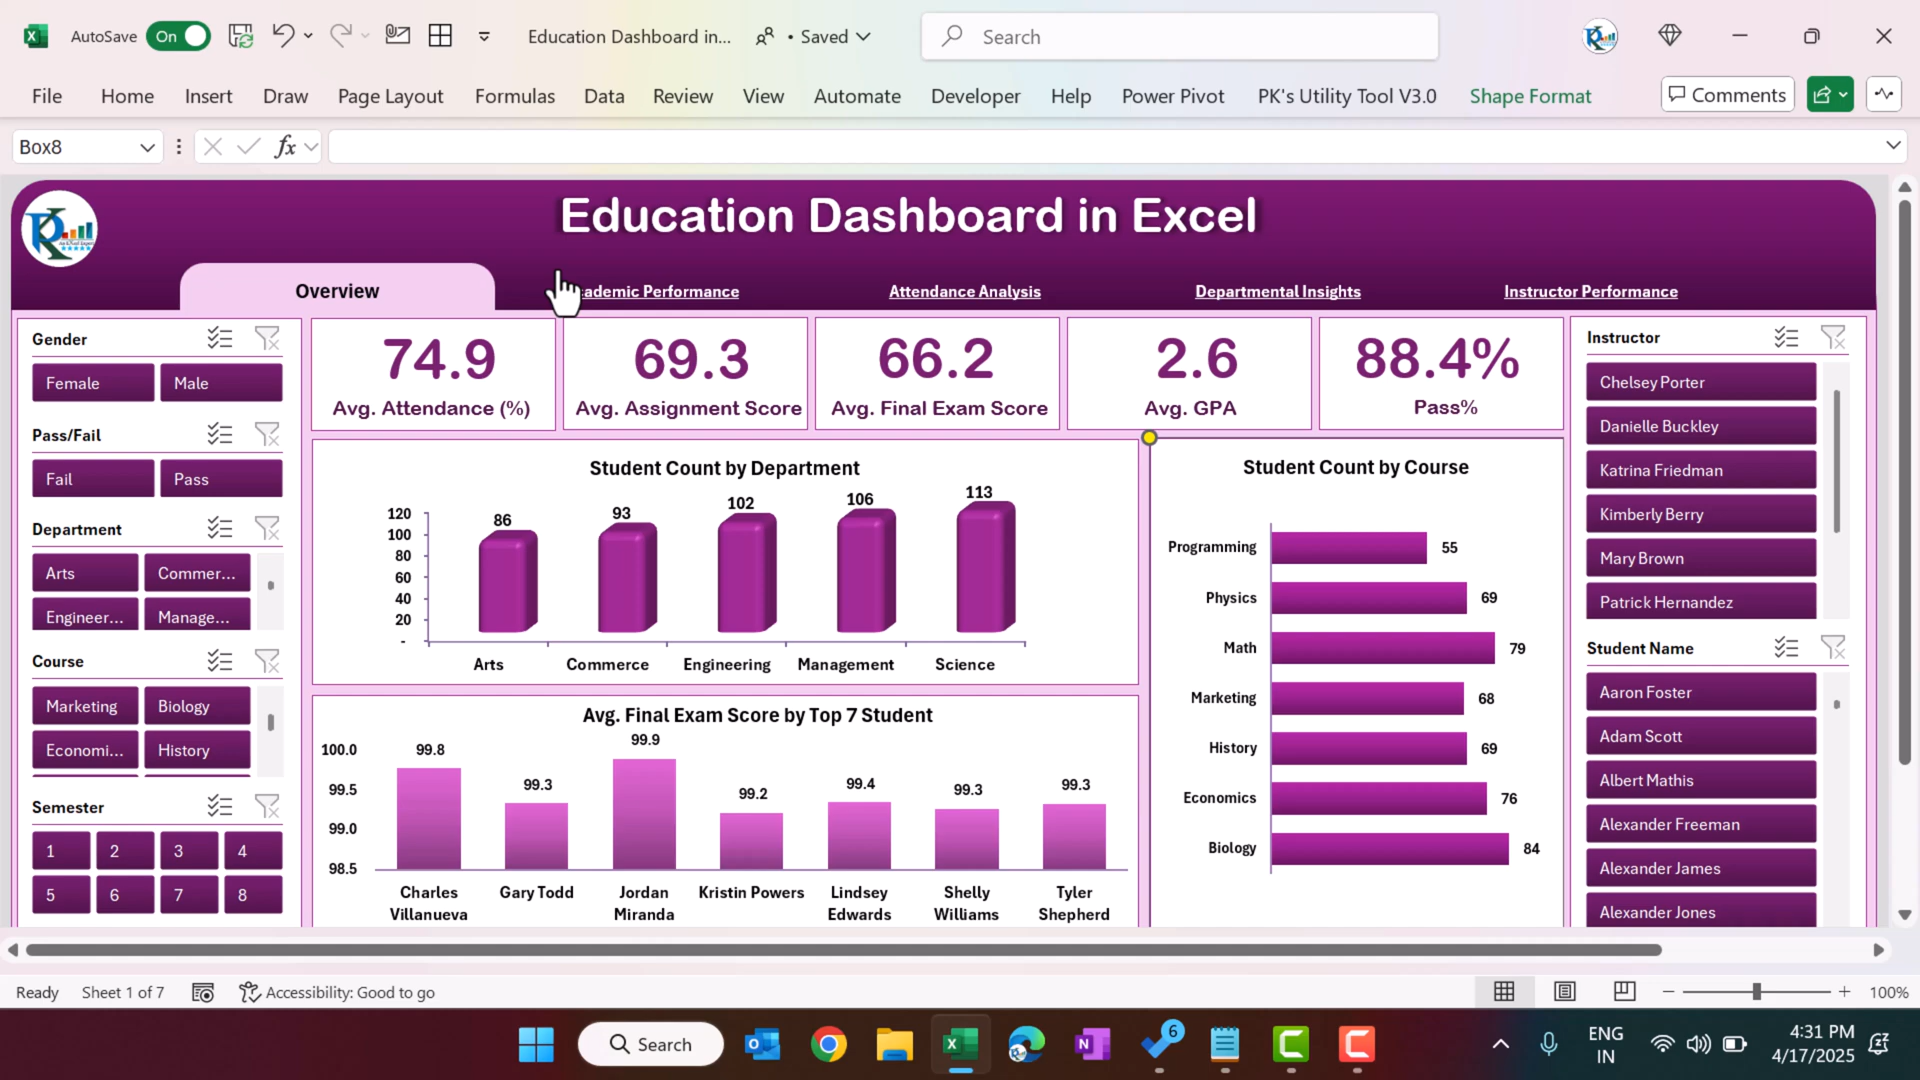 AutoSave On Education Dashboard in... • Saved Search
File Home Insert Draw Page Layout Formulas Data Review View Automate Developer Help Power Pivot PK's Utility Tool V3.0 Shape Format Comments
Box8 fx
Education Dashboard in Excel
Overview ademic Performance Attendance Analysis Departmental Insights Instructor Performance
Gender
Female Male
Pass/Fail
Fail Pass
Department
Arts Commer...
Engineer... Manage...
Course
Marketing Biology
Economi... History
Semester
1 2 3 4
5 6 7 8
74.9
Avg. Attendance (%)
69.3
Avg. Assignment Score
66.2
Avg. Final Exam Score
2.6
Avg. GPA
88.4%
Pass%
Student Count by Department
120
100
80
60
40
20
-
86 93 102 106 113
Arts Commerce Engineering Management Science
Avg. Final Exam Score by Top 7 Student
100.0
99.5
99.0
98.5
99.8 99.3 99.9 99.2 99.4 99.3 99.3
Charles Villanueva
Gary Todd
Jordan Miranda
Kristin Powers
Lindsey Edwards
Shelly Williams
Tyler Shepherd
Student Count by Course
Programming 55
Physics 69
Math 79
Marketing 68
History 69
Economics 76
Biology 84
Instructor
Chelsey Porter
Danielle Buckley
Katrina Friedman
Kimberly Berry
Mary Brown
Patrick Hernandez
Student Name
Aaron Foster
Adam Scott
Albert Mathis
Alexander Freeman
Alexander James
Alexander Jones
Ready Sheet 1 of 7 Accessibility: Good to go 100%
Search 6 ENG IN 4:31 PM 4/17/2025